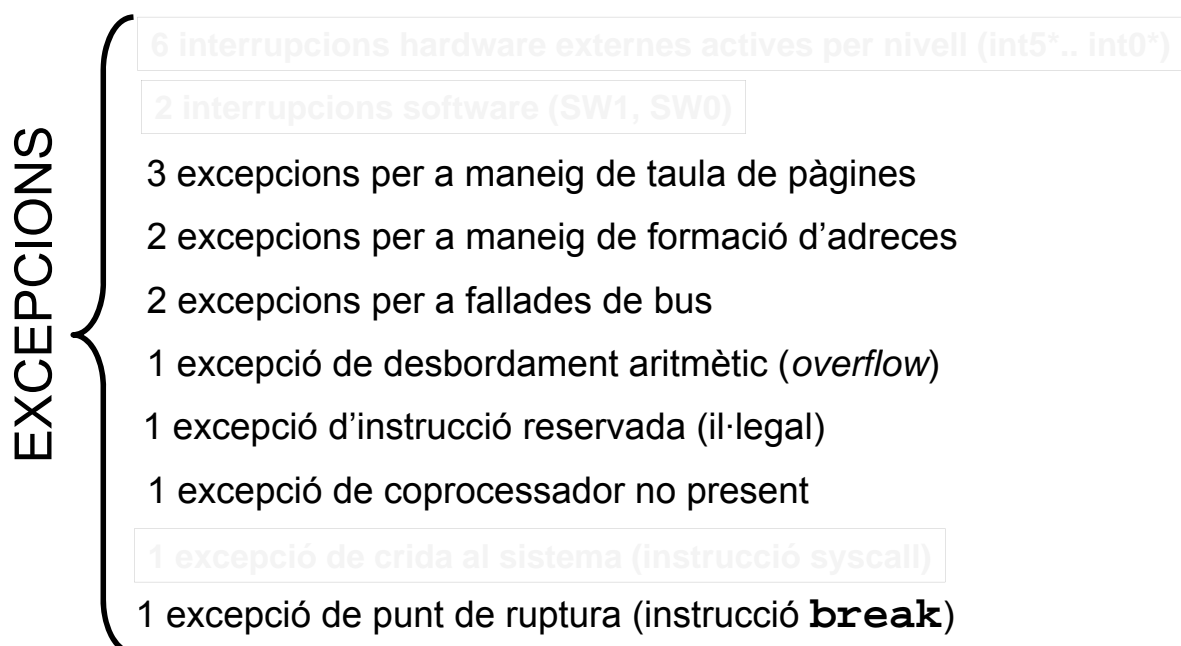 EXCEPCIONS
6 interrupcions hardware externes actives per nivell (int5*.. int0*)
2 interrupcions software (SW1, SW0)
3 excepcions per a maneig de taula de pàgines
2 excepcions per a maneig de formació d’adreces
2 excepcions per a fallades de bus
1 excepció de desbordament aritmètic (overflow)
1 excepció d’instrucció reservada (il·legal)
1 excepció de coprocessador no present
1 excepció de crida al sistema (instrucció syscall)
1 excepció de punt de ruptura (instrucció break)